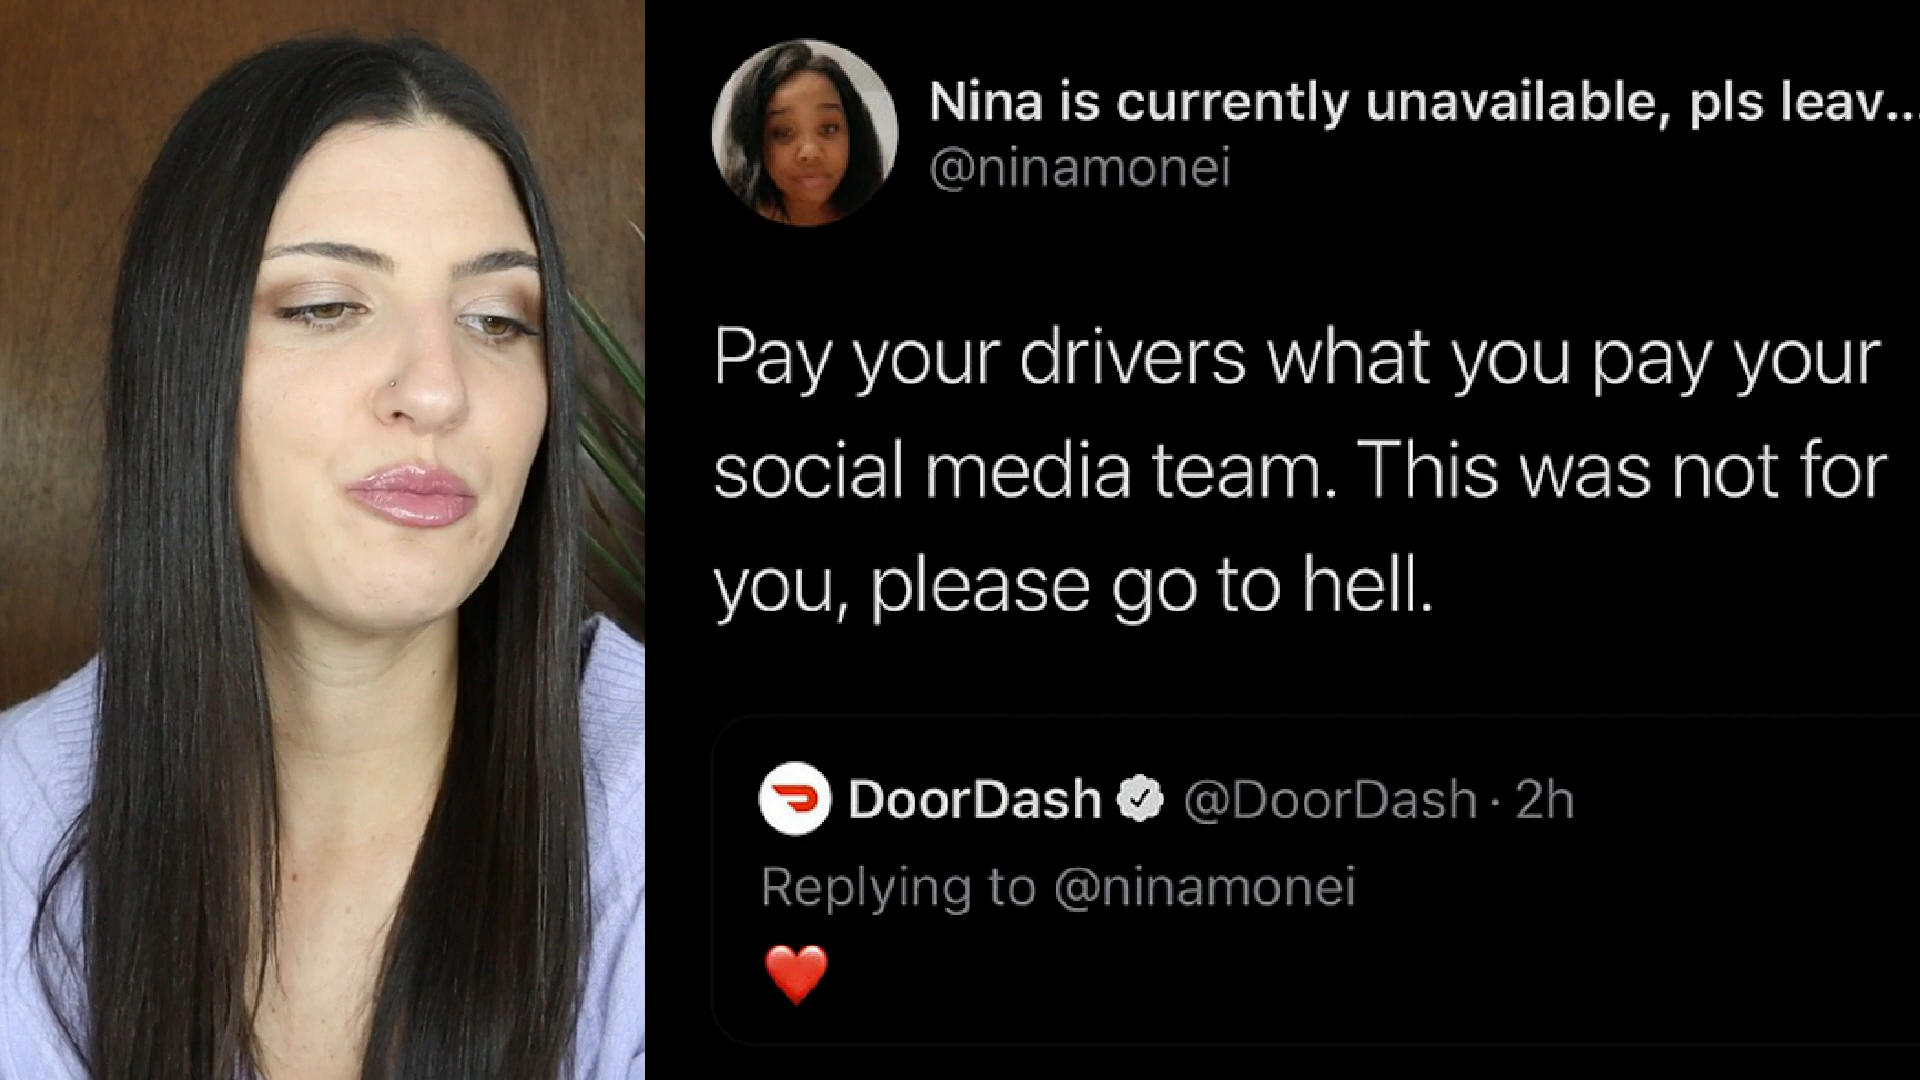 Nina is currently unavailable, pls leav...
@ninamonei
Pay your drivers what you pay your
social media team. This was not for
you, please go to hell.
DoorDash @DoorDash · 2h
Replying to @ninamonei
❤️